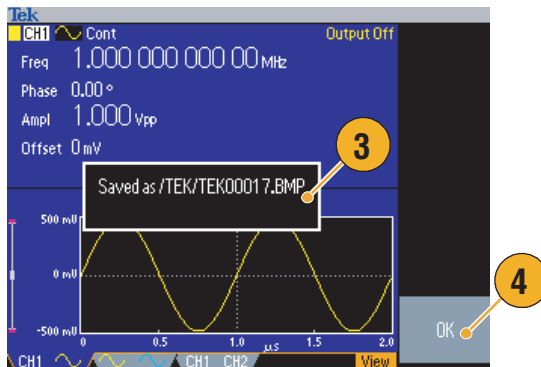 Tek
CH1 Cont Output Off
Freq 1.000 000 000 00 MHz
Phase 0.00 °
Ampl 1.000 Vpp
Offset 0 mV
3
Saved as /TEK/TEK00017.BMP
500 mV
0 mV
-500 mV
0 0.5 1.0 µs 1.5 2.0
4
OK
CH1 CH1 CH2 View